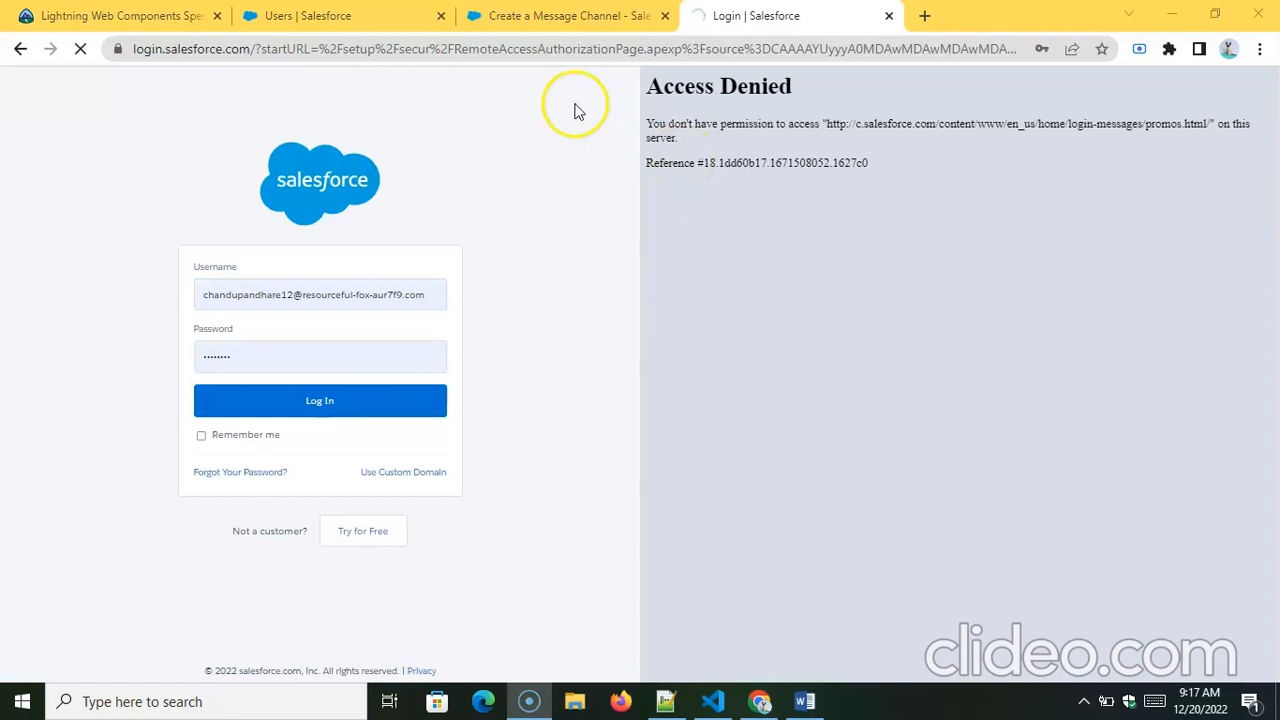 Lightning Web Components Spe
Users | Salesforce
Create a Message Channel - Sale
Login | Salesforce
login.salesforce.com/?startURL=%2Fsetup%2Fsecur%2FRemoteAccessAuthorizationPage.apexp%3Fsource%3DCAAAAYUyyyA0MDAwMDAwMDAwMDA...
Access Denied
You don't have permission to access "http://c.salesforce.com/content/www/en_us/home/login-messages/promos.html/" on this
server.
Reference #18.1dd60b17.1671508052.1627c0
salesforce
Username
chandupandhare12@resourceful-fox-aur7f9.com
Password
Log In
Remember me
Forgot Your Password?
Use Custom Domain
Not a customer?
Try for Free
© 2022 salesforce.com, Inc. All rights reserved. | Privacy
clideo.com
Type here to search
9:17 AM
12/20/2022
1